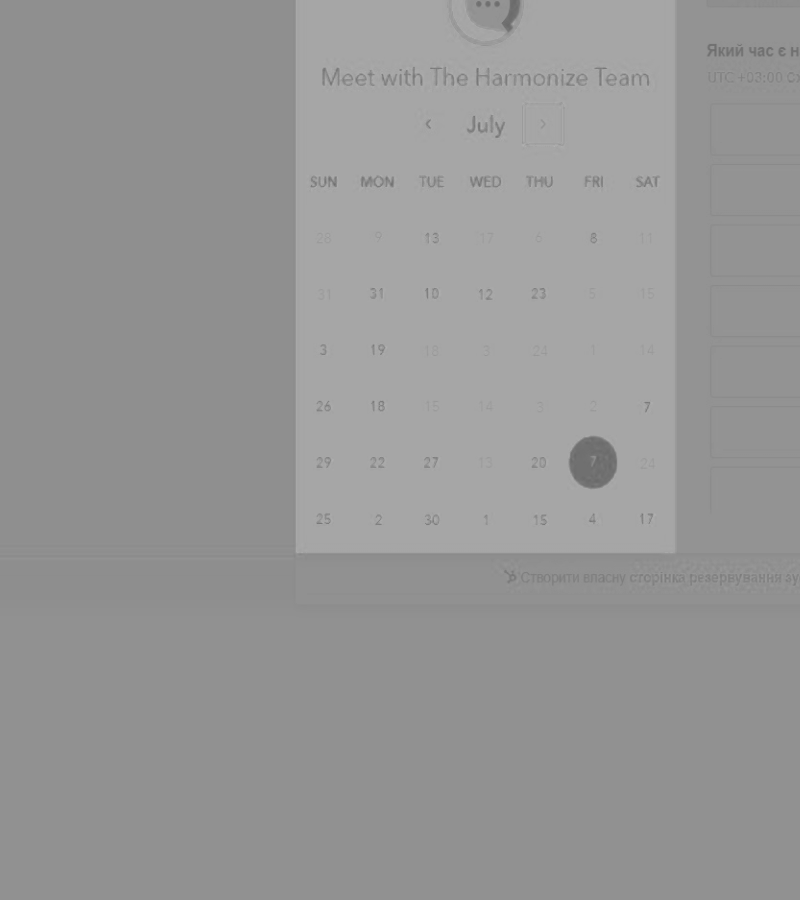 Meet with The Harmonize Team
July
SUN MON TUE WED THU FRI SAT
28 9 13 17 6 8 11
31 31 10 12 23 5 15
3 19 18 3 24 1 14
26 18 15 14 3 2 7
29 22 27 13 20 7 24
25 2 30 1 15 4 17
Який час є н
UTC +03:00 Сх
Створити власну сторінка резервування зу